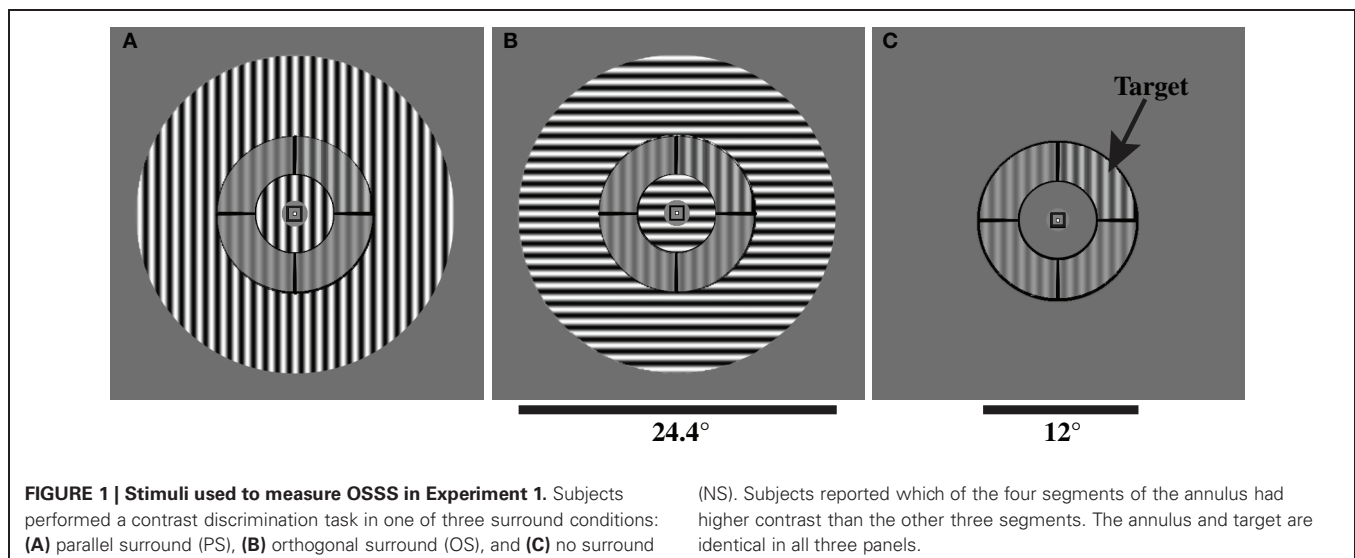 A
B
C
Target
24.4°
12°
FIGURE 1 | Stimuli used to measure OSSS in Experiment 1. Subjects
performed a contrast discrimination task in one of three surround conditions:
(A) parallel surround (PS), (B) orthogonal surround (OS), and (C) no surround
(NS). Subjects reported which of the four segments of the annulus had
higher contrast than the other three segments. The annulus and target are
identical in all three panels.